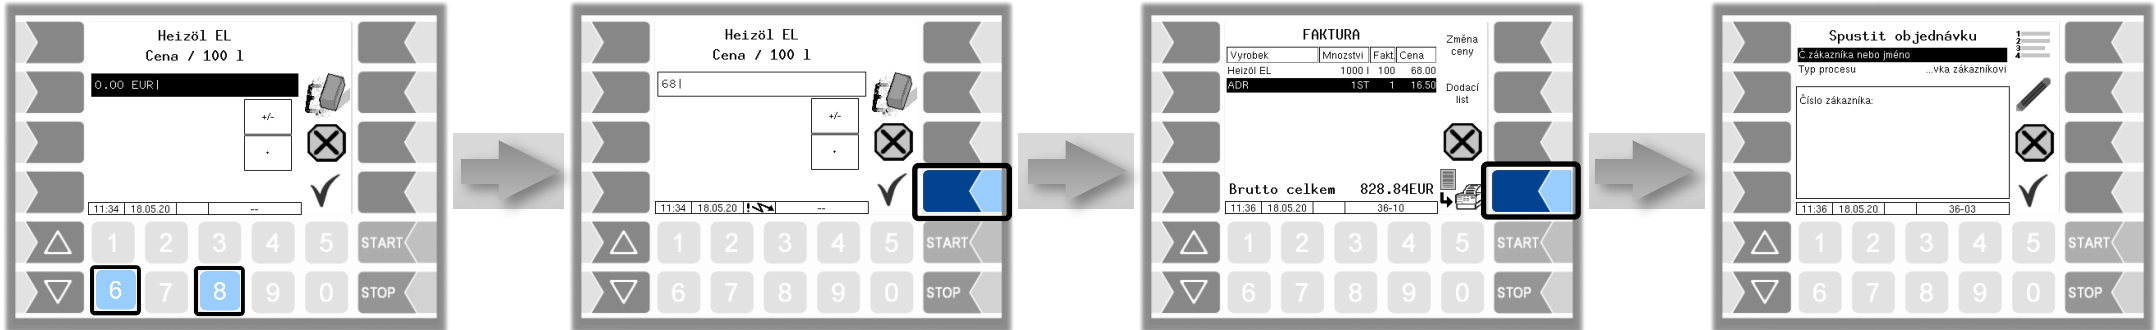 Heizöl EL
Cena / 100 l
0.00 EUR
+/-
.
11:34 18.05.20 --
1 2 3 4 5 START
6 7 8 9 0 STOP
Heizöl EL
Cena / 100 l
68
+/-
.
11:34 18.05.20 --
1 2 3 4 5 START
6 7 8 9 0 STOP
FAKTURA
Změna
ceny
Vyrobek Mnozstvi Fakt. Cena
Heizöl EL 1000 l 100 68.00
ADR 1ST 1 16.50
Dodací
list
Brutto celkem 828.84EUR
11:36 18.05.20 36-10
1 2 3 4 5 START
6 7 8 9 0 STOP
Spustit objednávku
Č.zákazníka nebo jméno
Typ procesu ...vka zákazníkovi
1
2
3
4
Číslo zákazníka:
11:36 18.05.20 36-03
1 2 3 4 5 START
6 7 8 9 0 STOP